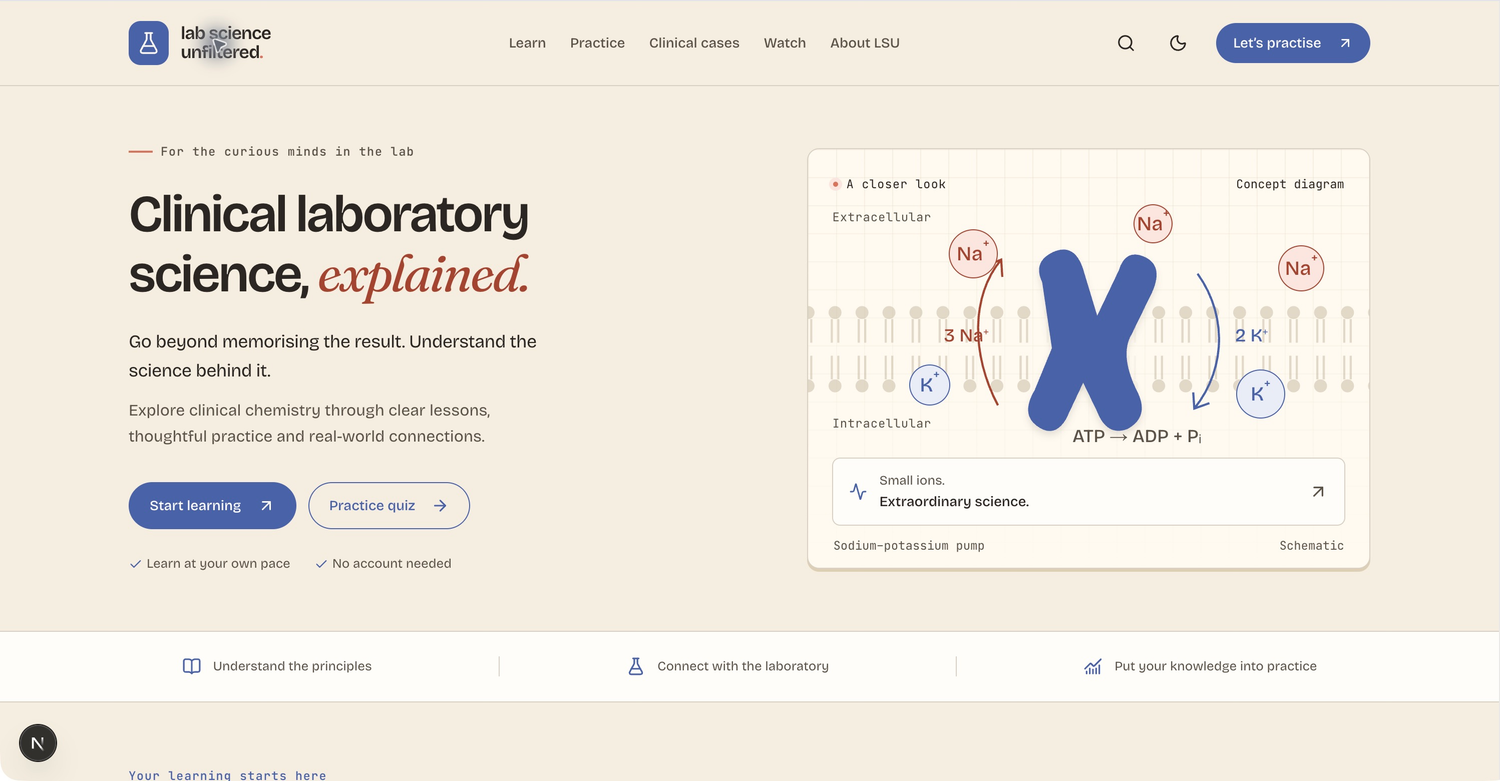 lab science
unfiltered.
Learn
Practice
Clinical cases
Watch
About LSU
Let's practise
For the curious minds in the lab
Clinical laboratory
science, explained.
Go beyond memorising the result. Understand the
science behind it.
Explore clinical chemistry through clear lessons,
thoughtful practice and real-world connections.
Start learning
Practice quiz
Learn at your own pace
No account needed
A closer look
Concept diagram
Extracellular
Na⁺
Na⁺
Na⁺
3 Na⁺
2 K⁺
K⁺
K⁺
Intracellular
ATP → ADP + Pᵢ
Small ions.
Extraordinary science.
Sodium–potassium pump
Schematic
Understand the principles
Connect with the laboratory
Put your knowledge into practice
N
Your learning starts here